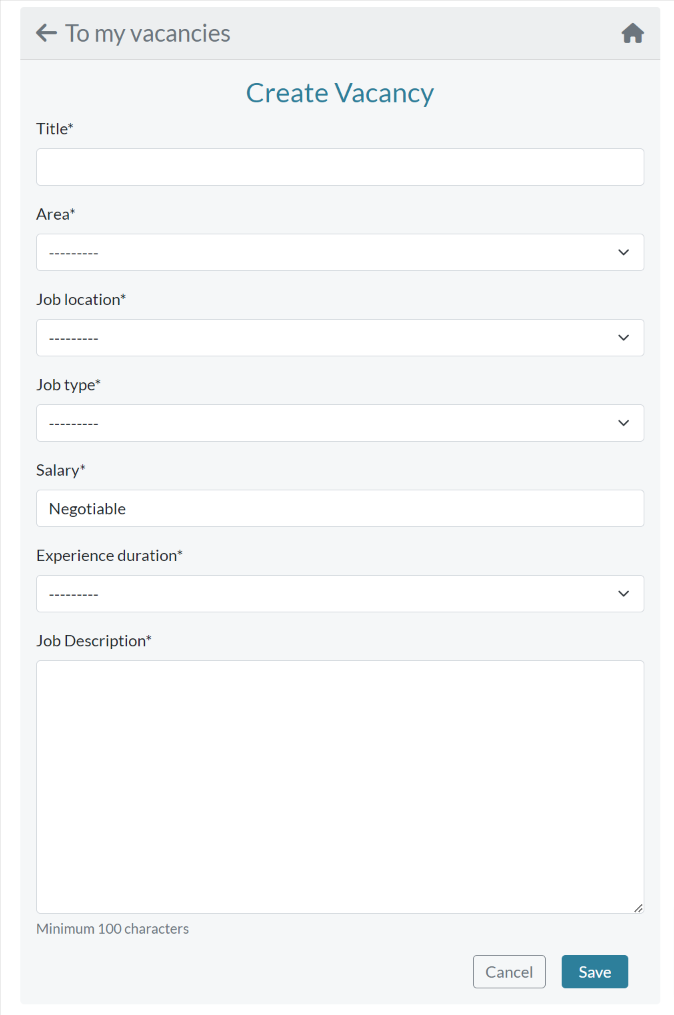 To my vacancies
Create Vacancy
Title*
Area*
---------
Job location*
---------
Job type*
---------
Salary*
Negotiable
Experience duration*
---------
Job Description*
Minimum 100 characters
Cancel Save